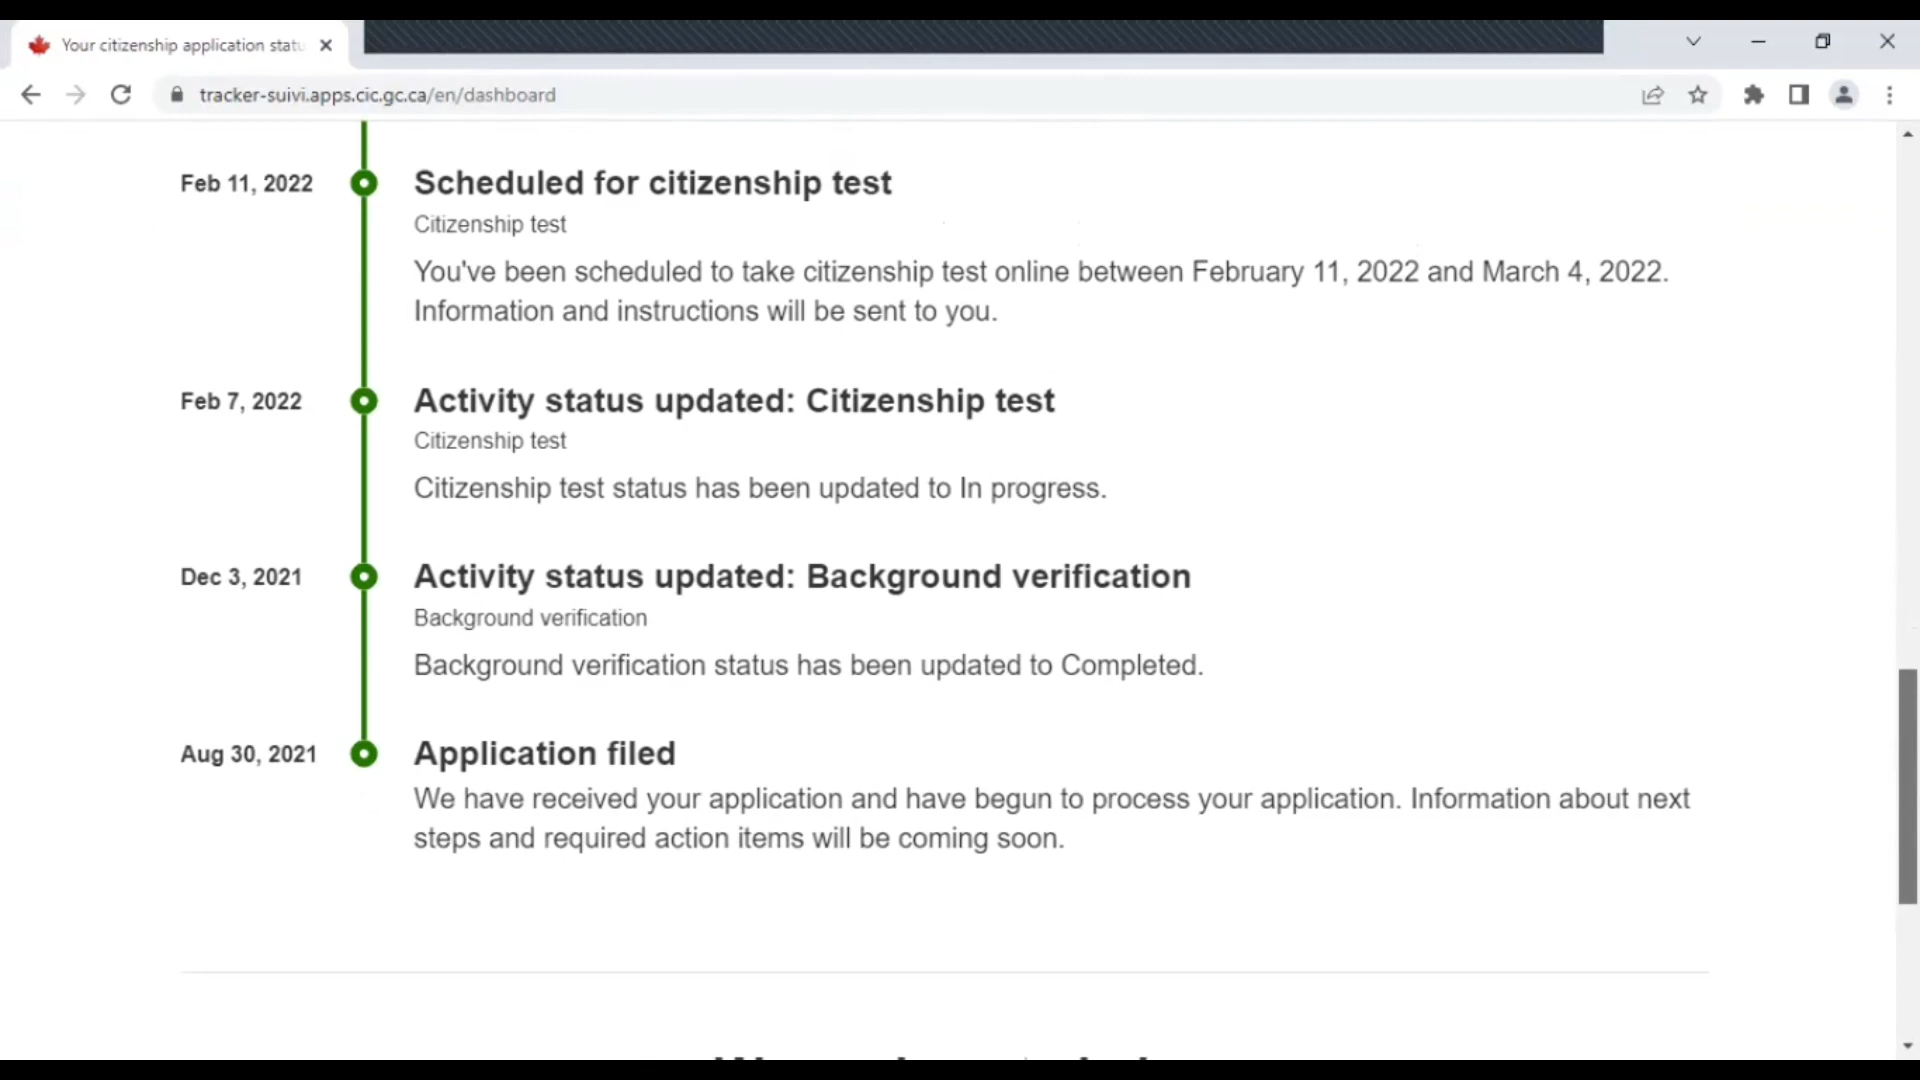 Your citizenship application statu
tracker-suivi.apps.cic.gc.ca/en/dashboard
Feb 11, 2022
Scheduled for citizenship test
Citizenship test
You've been scheduled to take citizenship test online between February 11, 2022 and March 4, 2022.
Information and instructions will be sent to you.
Feb 7, 2022
Activity status updated: Citizenship test
Citizenship test
Citizenship test status has been updated to In progress.
Dec 3, 2021
Activity status updated: Background verification
Background verification
Background verification status has been updated to Completed.
Aug 30, 2021
Application filed
We have received your application and have begun to process your application. Information about next
steps and required action items will be coming soon.